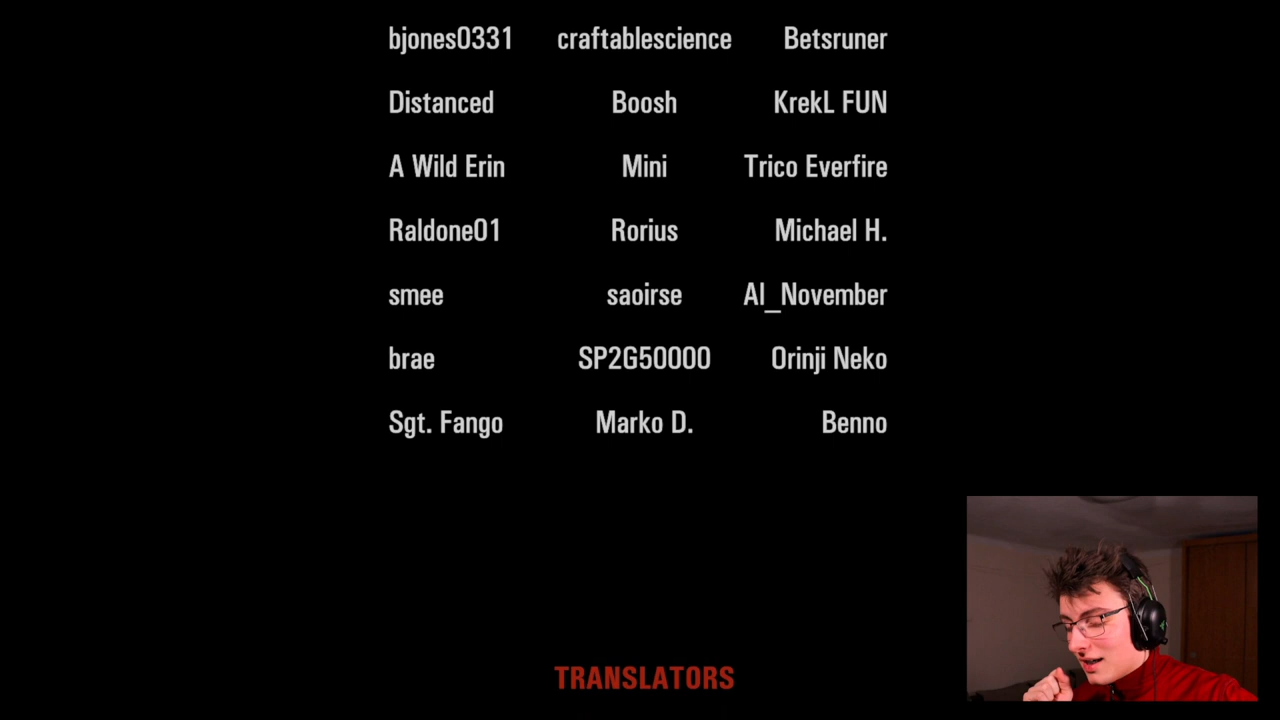 bjones0331 craftablescience Betsruner
Distanced Boosh KrekL FUN
A Wild Erin Mini Trico Everfire
Raldone01 Rorius Michael H.
smee saoirse AI_November
brae SP2G50000 Orinji Neko
Sgt. Fango Marko D. Benno
TRANSLATORS